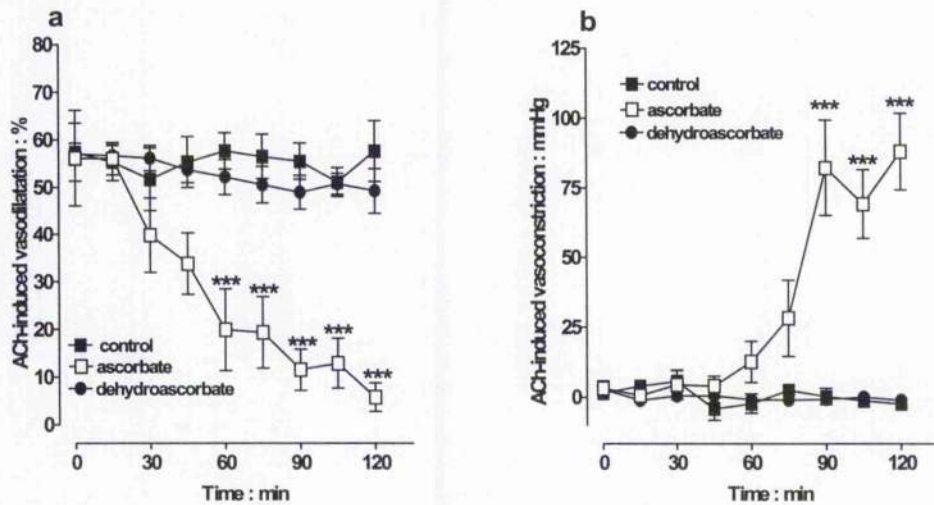 a
80
70
60
50
40
30
20
10
0
ACh-induced vasodilatation : %
*** *** *** *** ***
control
ascorbate
dehydroascorbate
0 30 60 90 120
Time : min
b
125
100
75
50
25
0
ACh-induced vasoconstriction : mmHg
control
ascorbate
dehydroascorbate
*** *** ***
0 30 60 90 120
Time : min